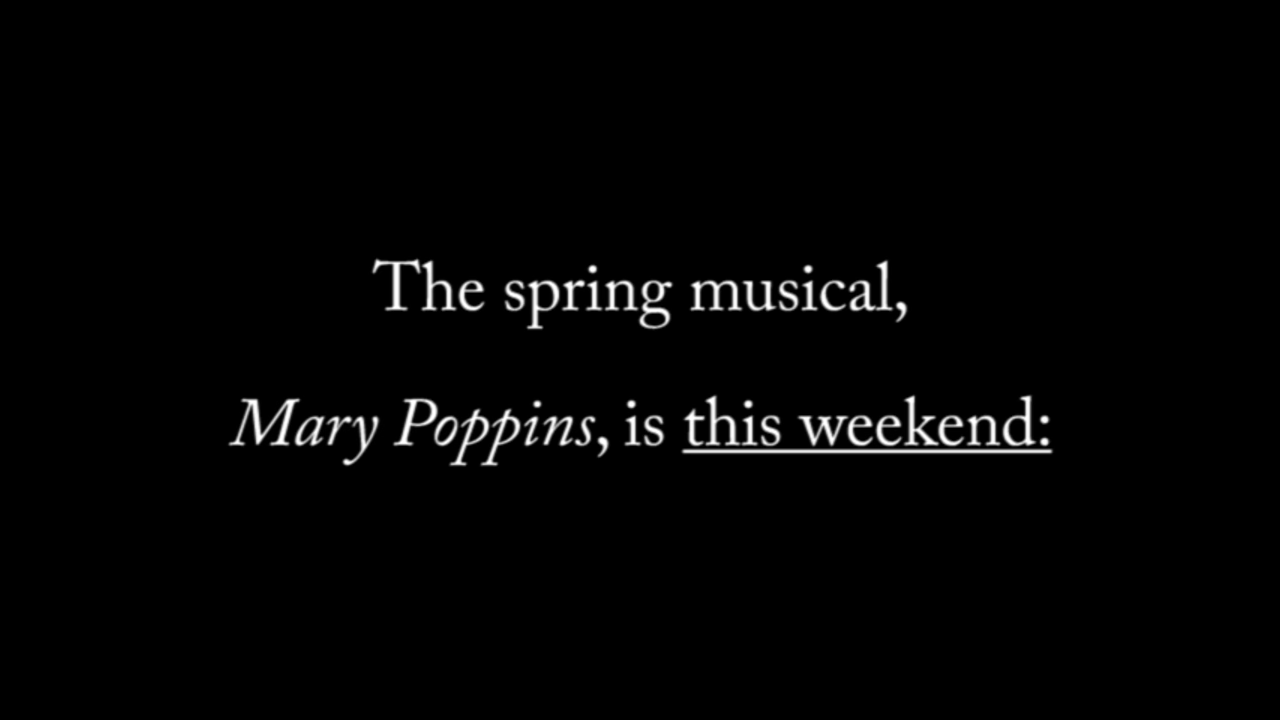 The spring musical,
Mary Poppins, is this weekend: